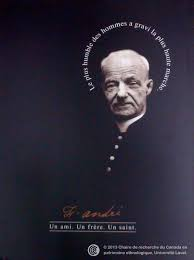 Le plus humble des hommes a gravi la plus haute marche.
Fr. André
Un ami. Un frère. Un saint.
© 2013 Chaire de recherche du Canada en
patrimoine ethnologique, Université Laval.